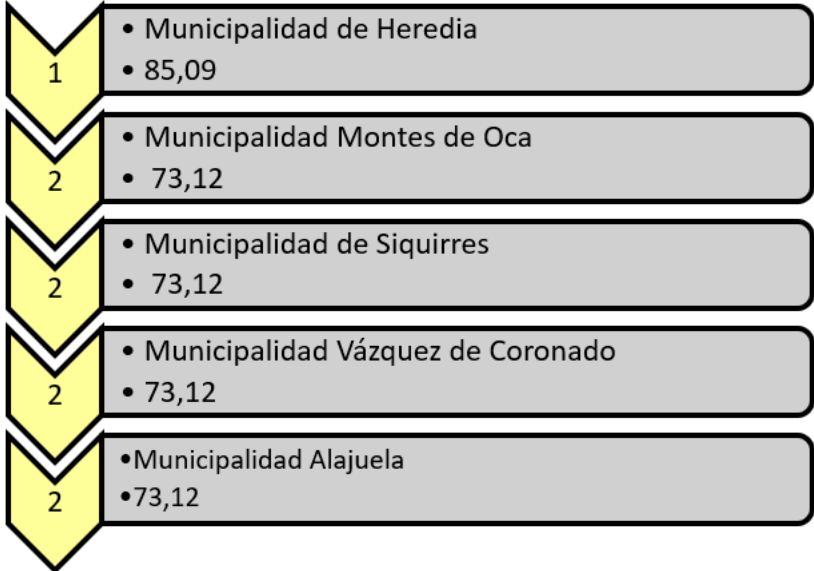 1
• Municipalidad de Heredia
• 85,09
2
• Municipalidad Montes de Oca
• 73,12
2
• Municipalidad de Siquirres
• 73,12
2
• Municipalidad Vázquez de Coronado
• 73,12
2
•Municipalidad Alajuela
•73,12